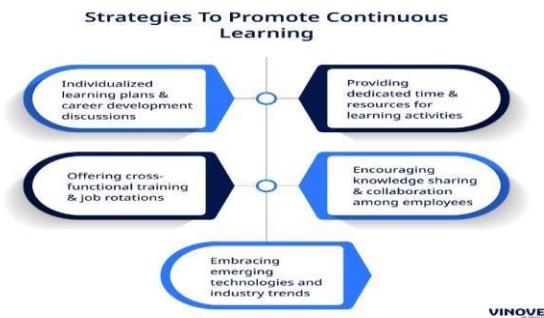 Strategies To Promote Continuous
Learning
Individualized
learning plans &
career development
discussions
Providing
dedicated time &
resources for
learning activities
Offering cross-
functional training
& job rotations
Encouraging
knowledge sharing
& collaboration
among employees
Embracing
emerging
technologies and
industry trends
VINOVE